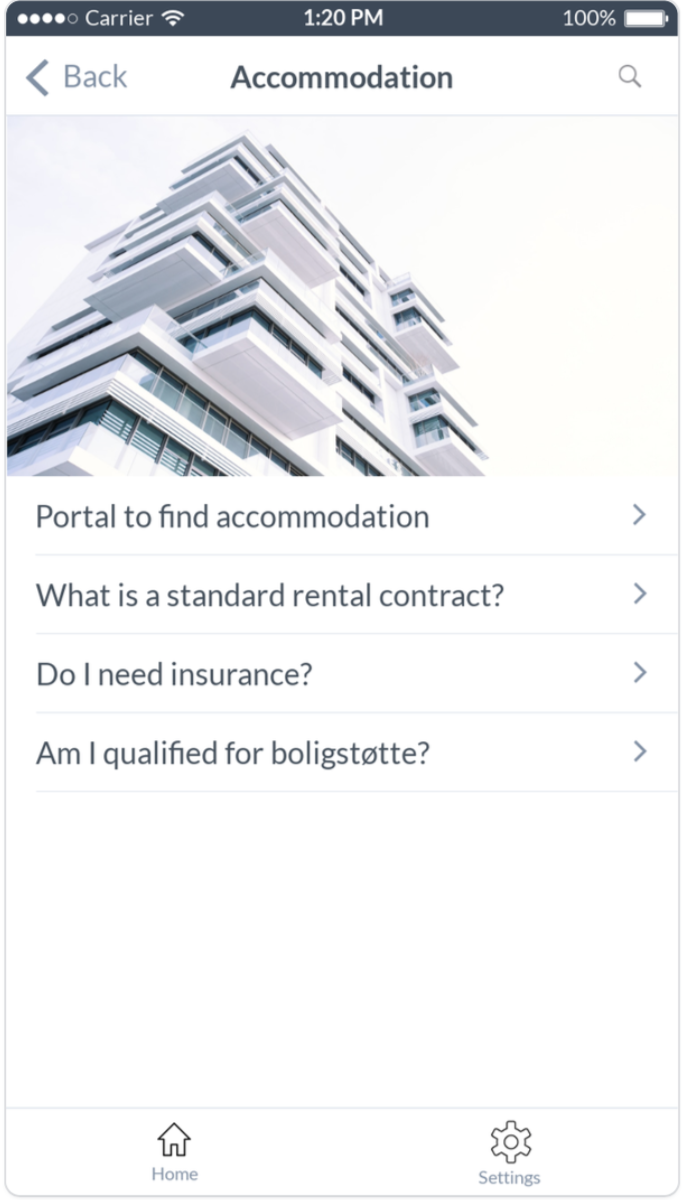 Carrier 1:20 PM 100%
Back Accommodation
Portal to find accommodation
What is a standard rental contract?
Do I need insurance?
Am I qualified for boligstøtte?
Home Settings